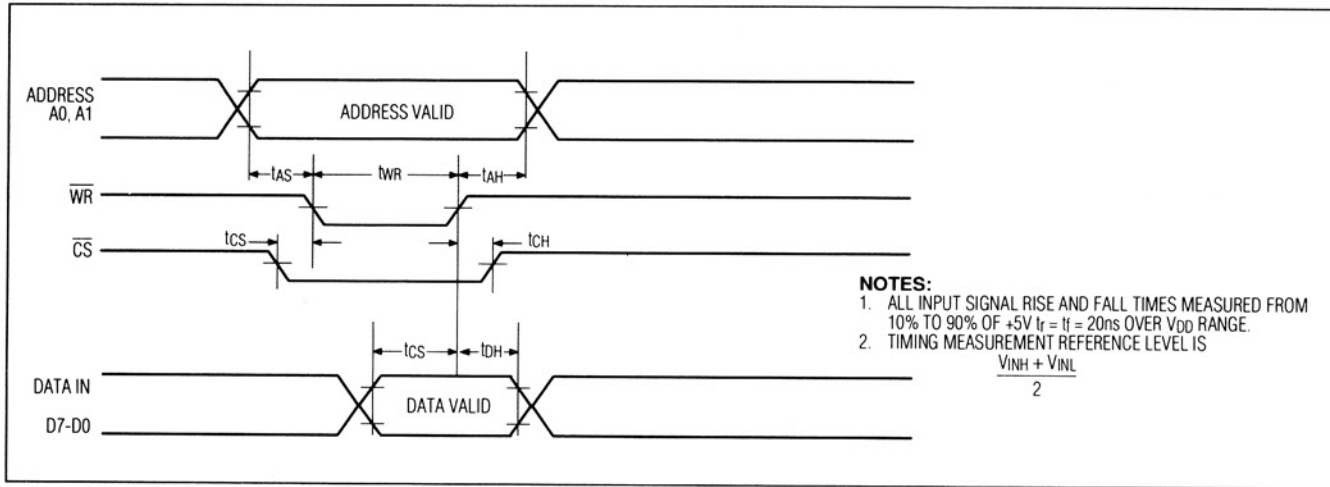 ADDRESS
A0, A1
ADDRESS VALID
tAS
tWR
tAH
WR
tCS
tCH
CS
tCS
tDH
DATA IN
DATA VALID
D7-D0
NOTES:
1. ALL INPUT SIGNAL RISE AND FALL TIMES MEASURED FROM
10% TO 90% OF +5V tr = tf = 20ns OVER VDD RANGE.
2. TIMING MEASUREMENT REFERENCE LEVEL IS
VINH + VINL
2